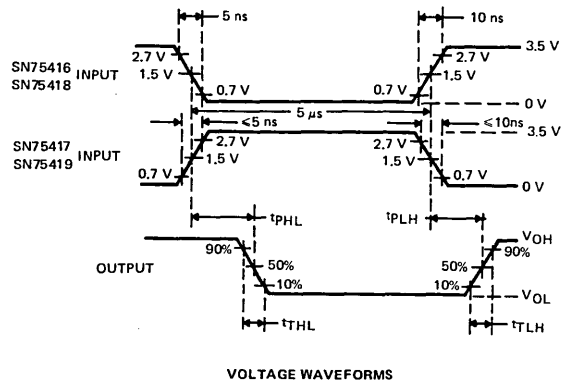 5 ns
10 ns
2.7 V
2.7 V
3.5 V
SN75416
SN75418
INPUT
1.5 V
1.5 V
0.7 V
0.7 V
0 V
5 µs
≤5 ns
≤10ns
3.5 V
SN75417
SN75419
INPUT
2.7 V
2.7 V
1.5 V
1.5 V
0.7 V
0.7 V
0 V
tPHL
tPLH
VOH
90%
90%
OUTPUT
50%
50%
10%
10%
VOL
tTHL
tTLH
VOLTAGE WAVEFORMS